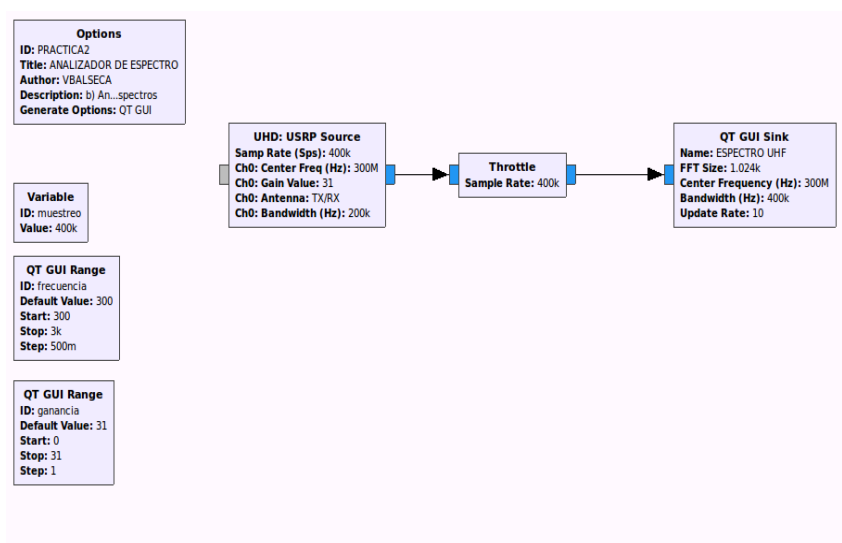 Options
ID: PRACTICA2
Title: ANALIZADOR DE ESPECTRO
Author: VBALSECA
Description: b) An...spectros
Generate Options: QT GUI
Variable
ID: muestreo
Value: 400k
QT GUI Range
ID: frecuencia
Default Value: 300
Start: 300
Stop: 3k
Step: 500m
QT GUI Range
ID: ganancia
Default Value: 31
Start: 0
Stop: 31
Step: 1
UHD: USRP Source
Samp Rate (Sps): 400k
Ch0: Center Freq (Hz): 300M
Ch0: Gain Value: 31
Ch0: Antenna: TX/RX
Ch0: Bandwidth (Hz): 200k
Throttle
Sample Rate: 400k
QT GUI Sink
Name: ESPECTRO UHF
FFT Size: 1.024k
Center Frequency (Hz): 300M
Bandwidth (Hz): 400k
Update Rate: 10